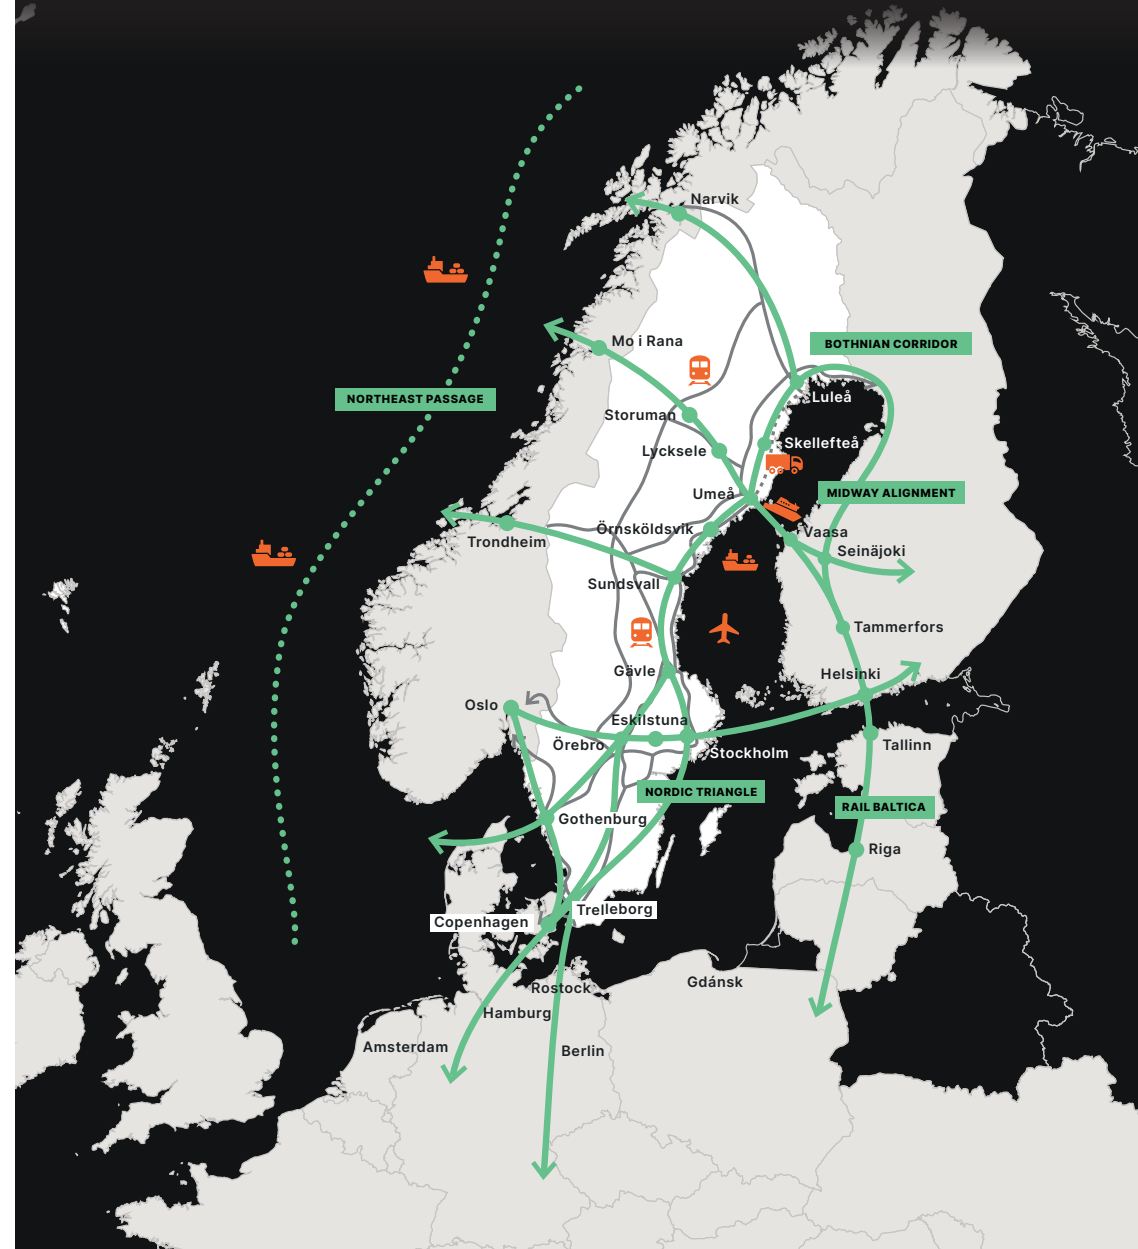 Narvik
BOTHNIAN CORRIDOR
Mo i Rana
NORTHEAST PASSAGE
Luleå
Storuman
Skellefteå
Lycksele
Umeå
MIDWAY ALIGNMENT
Örnsköldsvik
Vaasa
Trondheim
Seinäjoki
Sundsvall
Tammerfors
Gävle
Helsinki
Oslo
Eskilstuna
Örebro
Stockholm
Tallinn
NORDIC TRIANGLE
RAIL BALTICA
Gothenburg
Riga
Trelleborg
Copenhagen
Gdánsk
Rostock
Hamburg
Amsterdam
Berlin